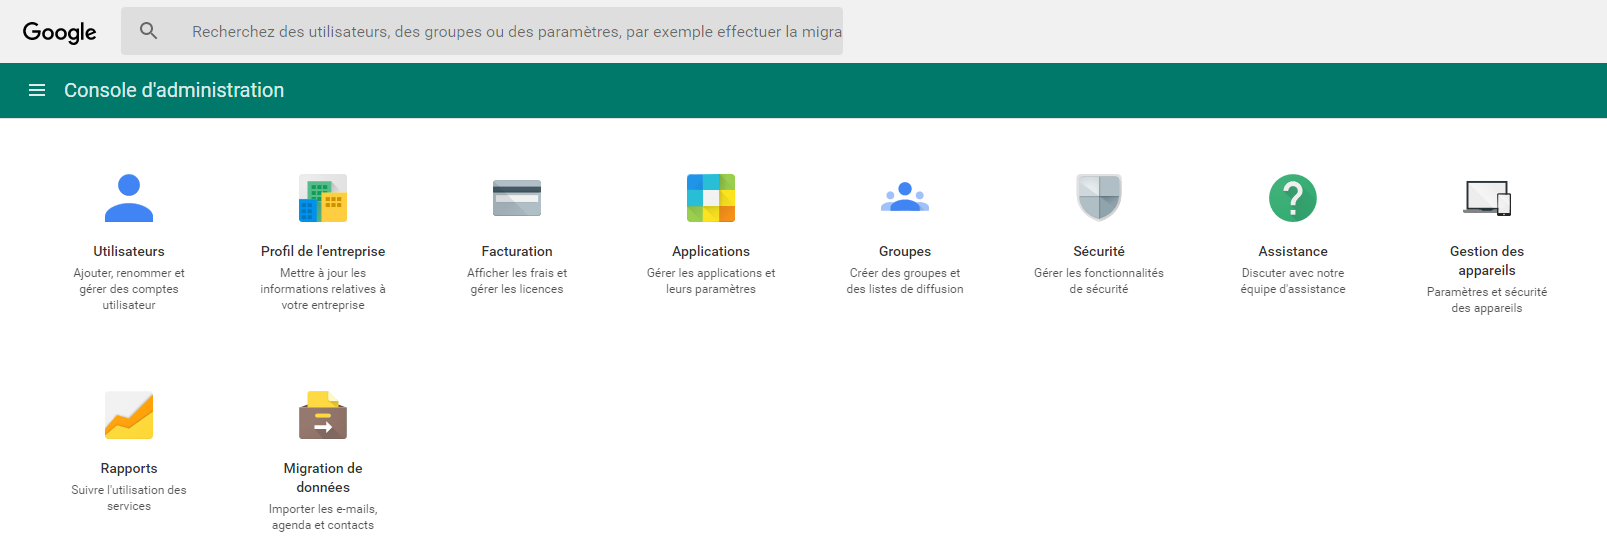 Google
Recherchez des utilisateurs, des groupes ou des paramètres, par exemple effectuer la migra
Console d'administration
Utilisateurs
Ajouter, renommer et
gérer des comptes
utilisateur
Profil de l'entreprise
Mettre à jour les
informations relatives à
votre entreprise
Facturation
Afficher les frais et
gérer les licences
Applications
Gérer les applications et
leurs paramètres
Groupes
Créer des groupes et
des listes de diffusion
Sécurité
Gérer les fonctionnalités
de sécurité
Assistance
Discuter avec notre
équipe d'assistance
Gestion des
appareils
Paramètres et sécurité
des appareils
Rapports
Suivre l'utilisation des
services
Migration de
données
Importer les e-mails,
agenda et contacts